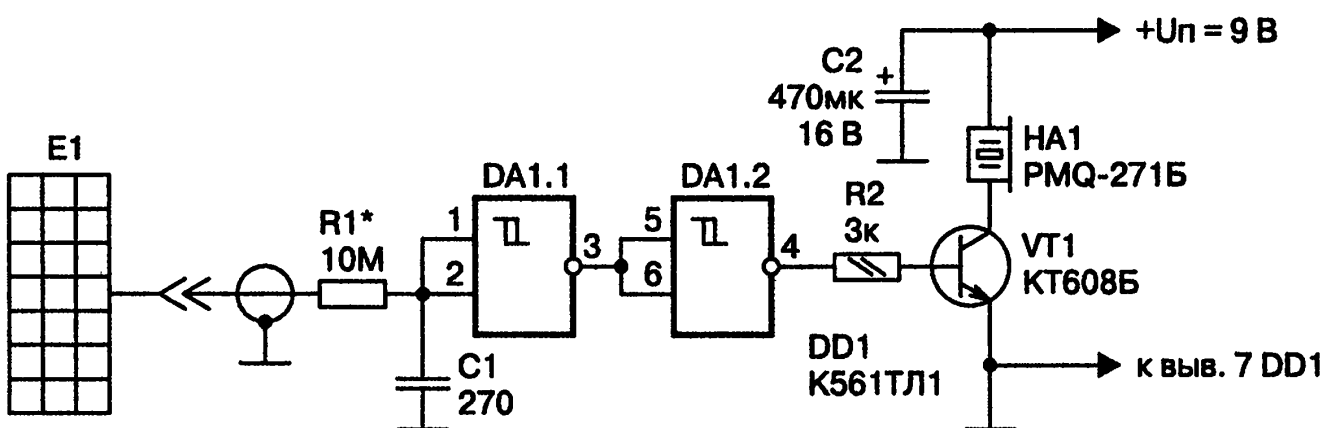 +Uп = 9 В
C2
+
470мк
16 В
HA1
PMQ-271Б
E1
DA1.1
DA1.2
R1*
10М
1
2
3
5
6
4
R2
3к
VT1
КТ608Б
C1
270
DD1
К561ТЛ1
к выв. 7 DD1